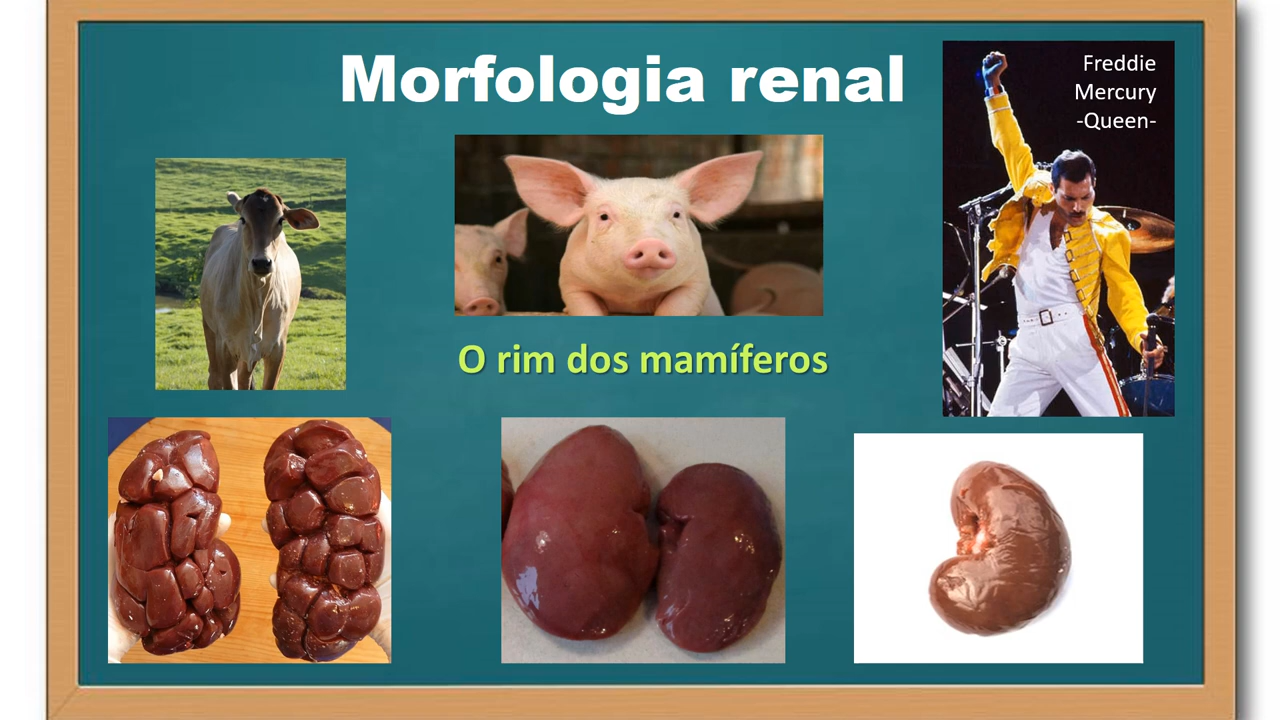 Morfologia renal
Freddie
Mercury
-Queen-
O rim dos mamíferos